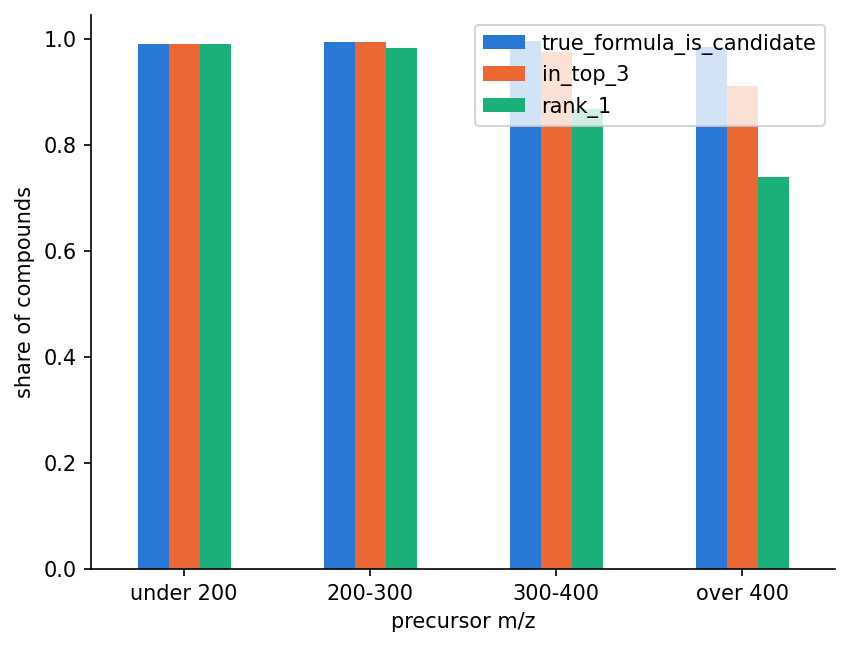 true_formula_is_candidate
in_top_3
rank_1
1.0
0.8
0.6
0.4
0.2
0.0
share of compounds
under 200
200-300
300-400
over 400
precursor m/z